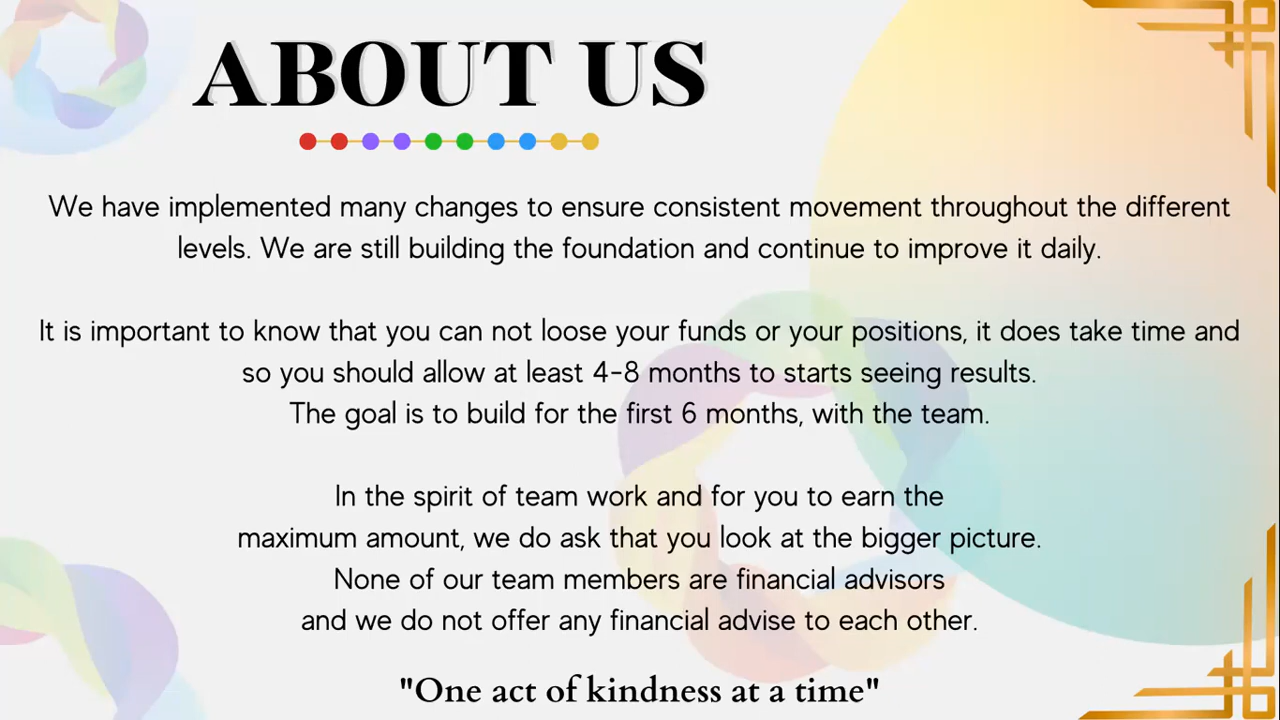 ABOUT US
We have implemented many changes to ensure consistent movement throughout the different
levels. We are still building the foundation and continue to improve it daily.
It is important to know that you can not loose your funds or your positions, it does take time and
so you should allow at least 4-8 months to starts seeing results.
The goal is to build for the first 6 months, with the team.
In the spirit of team work and for you to earn the
maximum amount, we do ask that you look at the bigger picture.
None of our team members are financial advisors
and we do not offer any financial advise to each other.
"One act of kindness at a time"